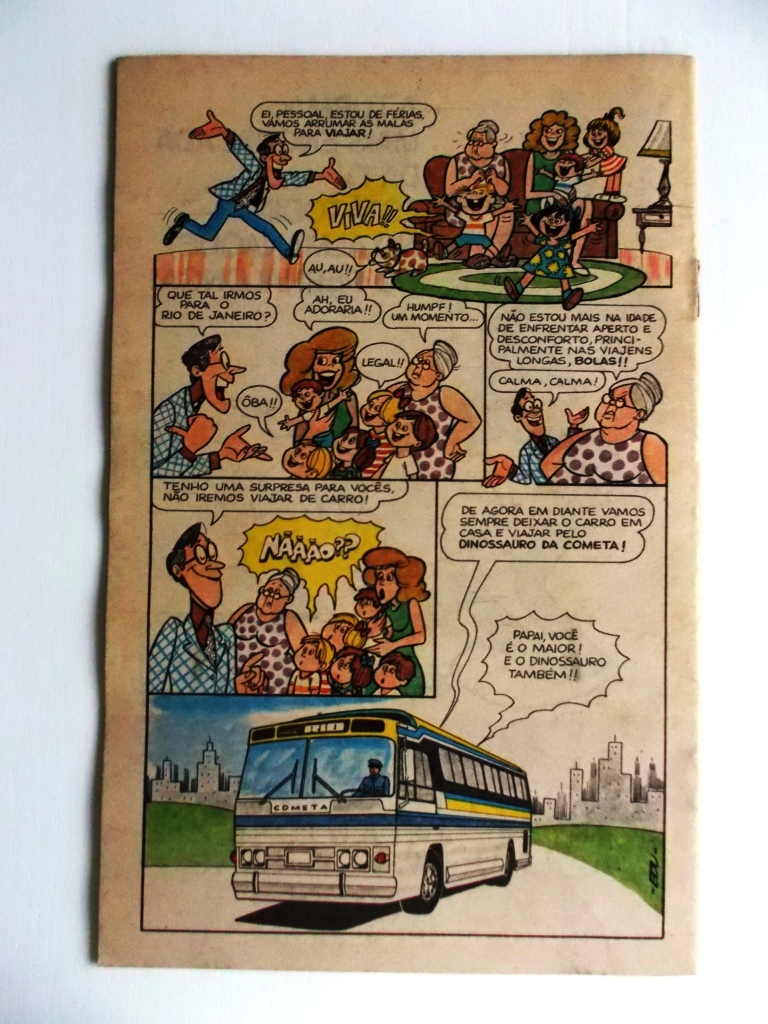 EI, PESSOAL, ESTOU DE FÉRIAS,
VAMOS ARRUMAR AS MALAS
PARA VIAJAR!
VIVA!!
AU, AU!!
QUE TAL IRMOS
PARA O
RIO DE JANEIRO?
AH, EU
ADORARIA!!
HUMPF!
UM MOMENTO...
ÔBA!!
LEGAL!!
NÃO ESTOU MAIS NA IDADE
DE ENFRENTAR APERTO E
DESCONFORTO, PRINCI-
PALMENTE NAS VIAJENS
LONGAS, BOLAS!!
CALMA, CALMA!
TENHO UMA SURPRESA PARA VOCÊS,
NÃO IREMOS VIAJAR DE CARRO!
NÃÃÃO??
DE AGORA EM DIANTE VAMOS
SEMPRE DEIXAR O CARRO EM
CASA E VIAJAR PELO
DINOSSAURO DA COMETA!
PAPAI, VOCÊ
É O MAIOR!
E O DINOSSAURO
TAMBÉM!!
RIO
COMETA